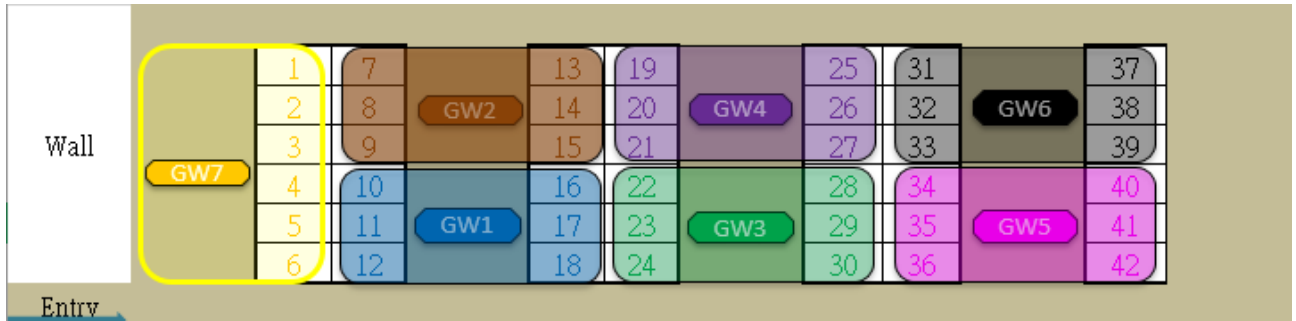 1 7 13 19 25 31 37
2 8 GW2 14 20 GW4 26 32 GW6 38
Wall 3 9 15 21 27 33 39
GW7 4 10 16 22 28 34 40
5 11 GW1 17 23 GW3 29 35 GW5 41
6 12 18 24 30 36 42
Entry